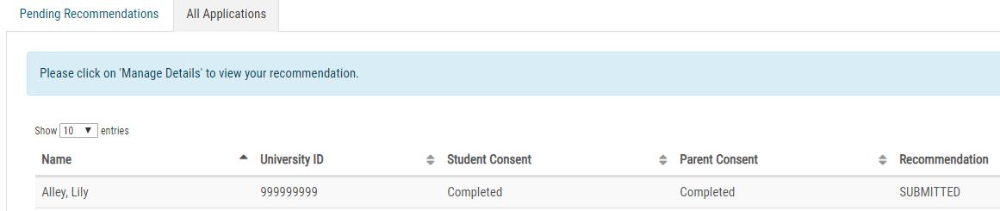 Pending Recommendations All Applications
Please click on 'Manage Details' to view your recommendation.
Show 10 entries
Name University ID Student Consent Parent Consent Recommendation
Alley, Lily 999999999 Completed Completed SUBMITTED